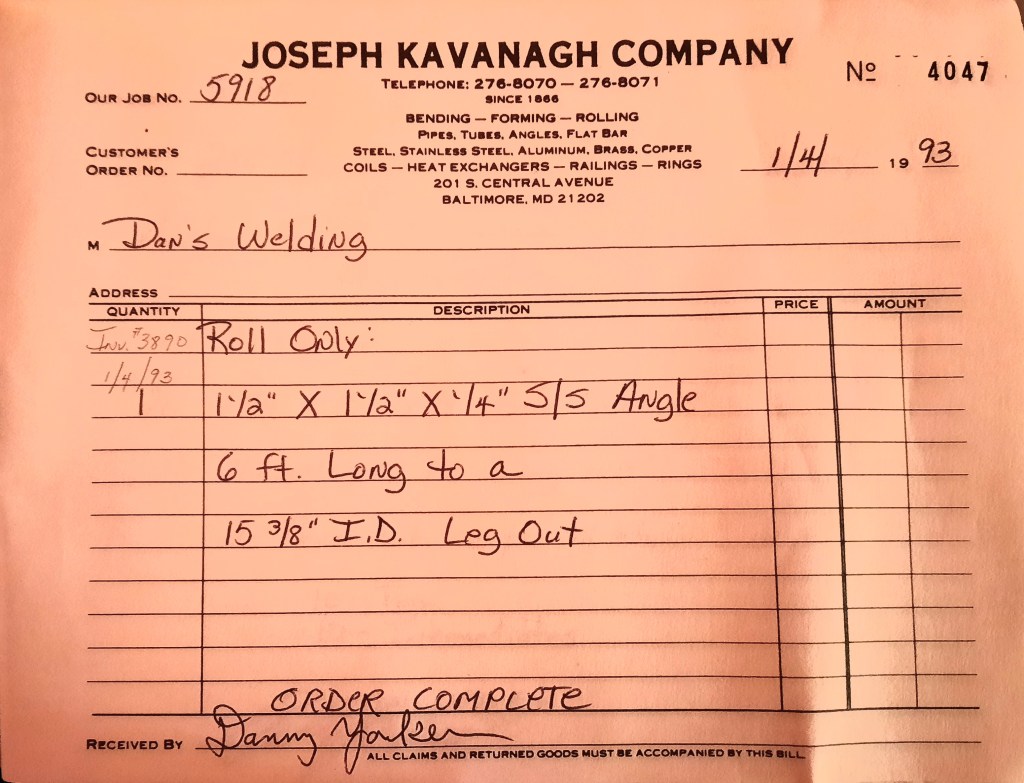 JOSEPH KAVANAGH COMPANY
No 4047
OUR JOB NO. 5918
TELEPHONE: 276-8070 — 276-8071
SINCE 1866
BENDING — FORMING — ROLLING
PIPES, TUBES, ANGLES, FLAT BAR
CUSTOMER'S
ORDER NO.
STEEL, STAINLESS STEEL, ALUMINUM, BRASS, COPPER
COILS — HEAT EXCHANGERS — RAILINGS — RINGS
1/4/ 19 93
201 S. CENTRAL AVENUE
BALTIMORE, MD 21202
M Dan's Welding
ADDRESS
QUANTITY DESCRIPTION PRICE AMOUNT
Inv. #3890 Roll Only:
1/4/93
1 1 1/2" X 1 1/2" X 1/4" S/S Angle
6 ft. Long to a
15 3/8" I.D. Leg Out
ORDER COMPLETE
RECEIVED BY Danny
ALL CLAIMS AND RETURNED GOODS MUST BE ACCOMPANIED BY THIS BILL